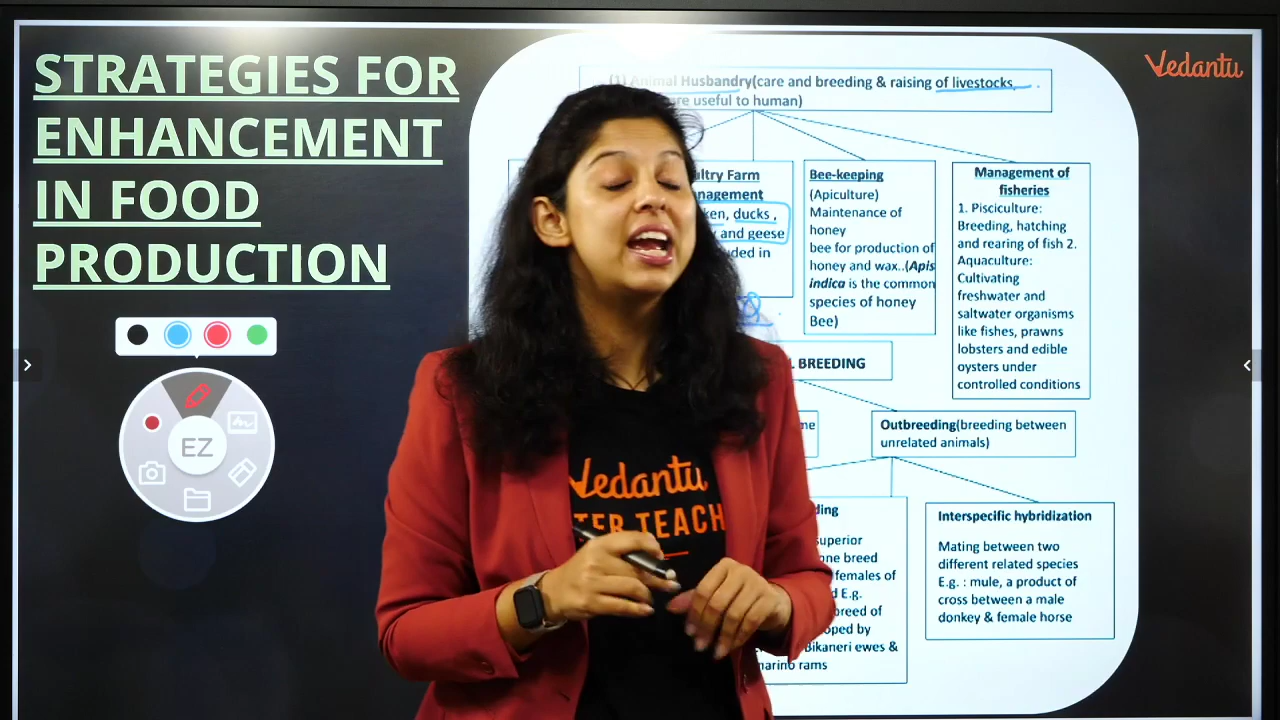 STRATEGIES FOR
ENHANCEMENT
IN FOOD
PRODUCTION
EZ
Vedantu
(1) Animal Husbandry(care and breeding & raising of livestocks,
are useful to human)
ultry Farm
nagement
ken, ducks ,
and geese
uded in
Bee-keeping
(Apiculture)
Maintenance of
honey
bee for production of
honey and wax..(Apis
indica is the common
species of honey
Bee)
Management of
fisheries
1. Pisciculture:
Breeding, hatching
and rearing of fish 2.
Aquaculture:
Cultivating
freshwater and
saltwater organisms
like fishes, prawns
lobsters and edible
oysters under
controlled conditions
L BREEDING
me
Outbreeding(breeding between
unrelated animals)
ding
superior
one breed
females of
d E.g.
breed of
oped by
Bikaneri ewes &
marino rams
Interspecific hybridization
Mating between two
different related species
E.g. : mule, a product of
cross between a male
donkey & female horse
Vedantu
TER TEACH